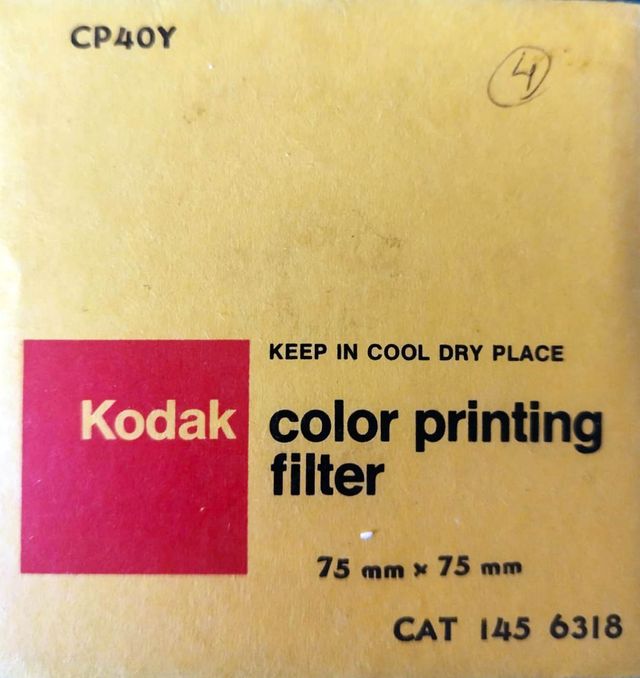 CP40Y
4
KEEP IN COOL DRY PLACE
Kodak color printing
filter
75 mm × 75 mm
CAT 145 6318